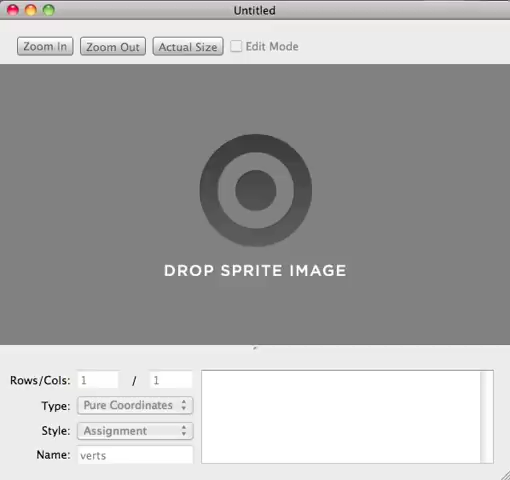 Untitled
Zoom In Zoom Out Actual Size Edit Mode
DROP SPRITE IMAGE
Rows/Cols: 1 / 1
Type: Pure Coordinates
Style: Assignment
Name: verts